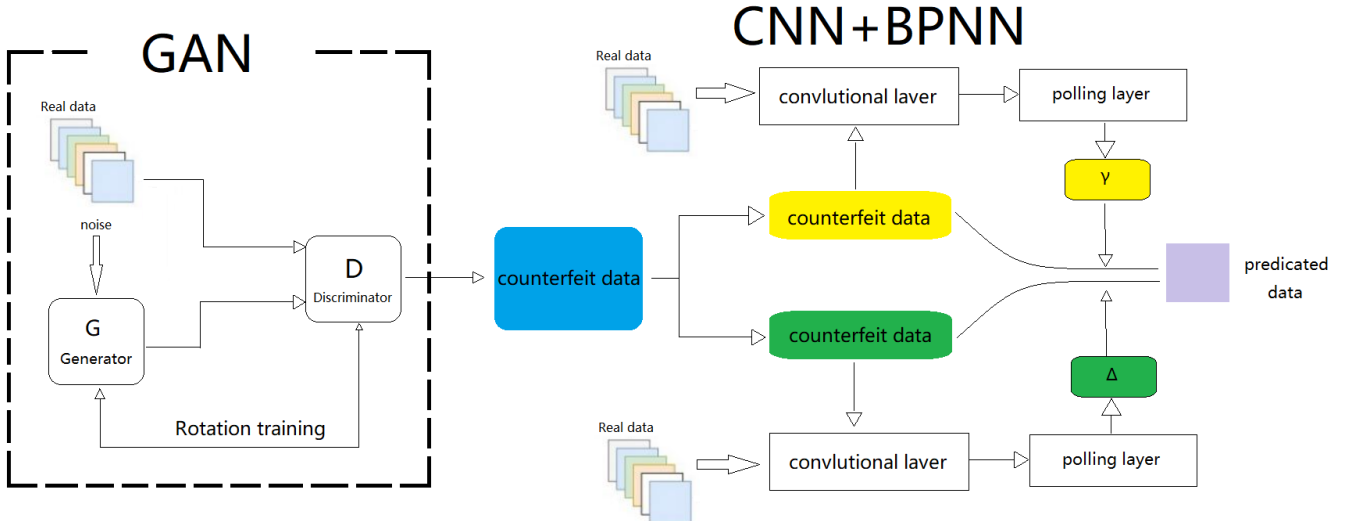 GAN
Real data
noise
G
Generator
D
Discriminator
Rotation training
counterfeit data
CNN+BPNN
Real data
convlutional laver
polling layer
γ
counterfeit data
counterfeit data
predicated
data
Δ
Real data
convlutional laver
polling layer